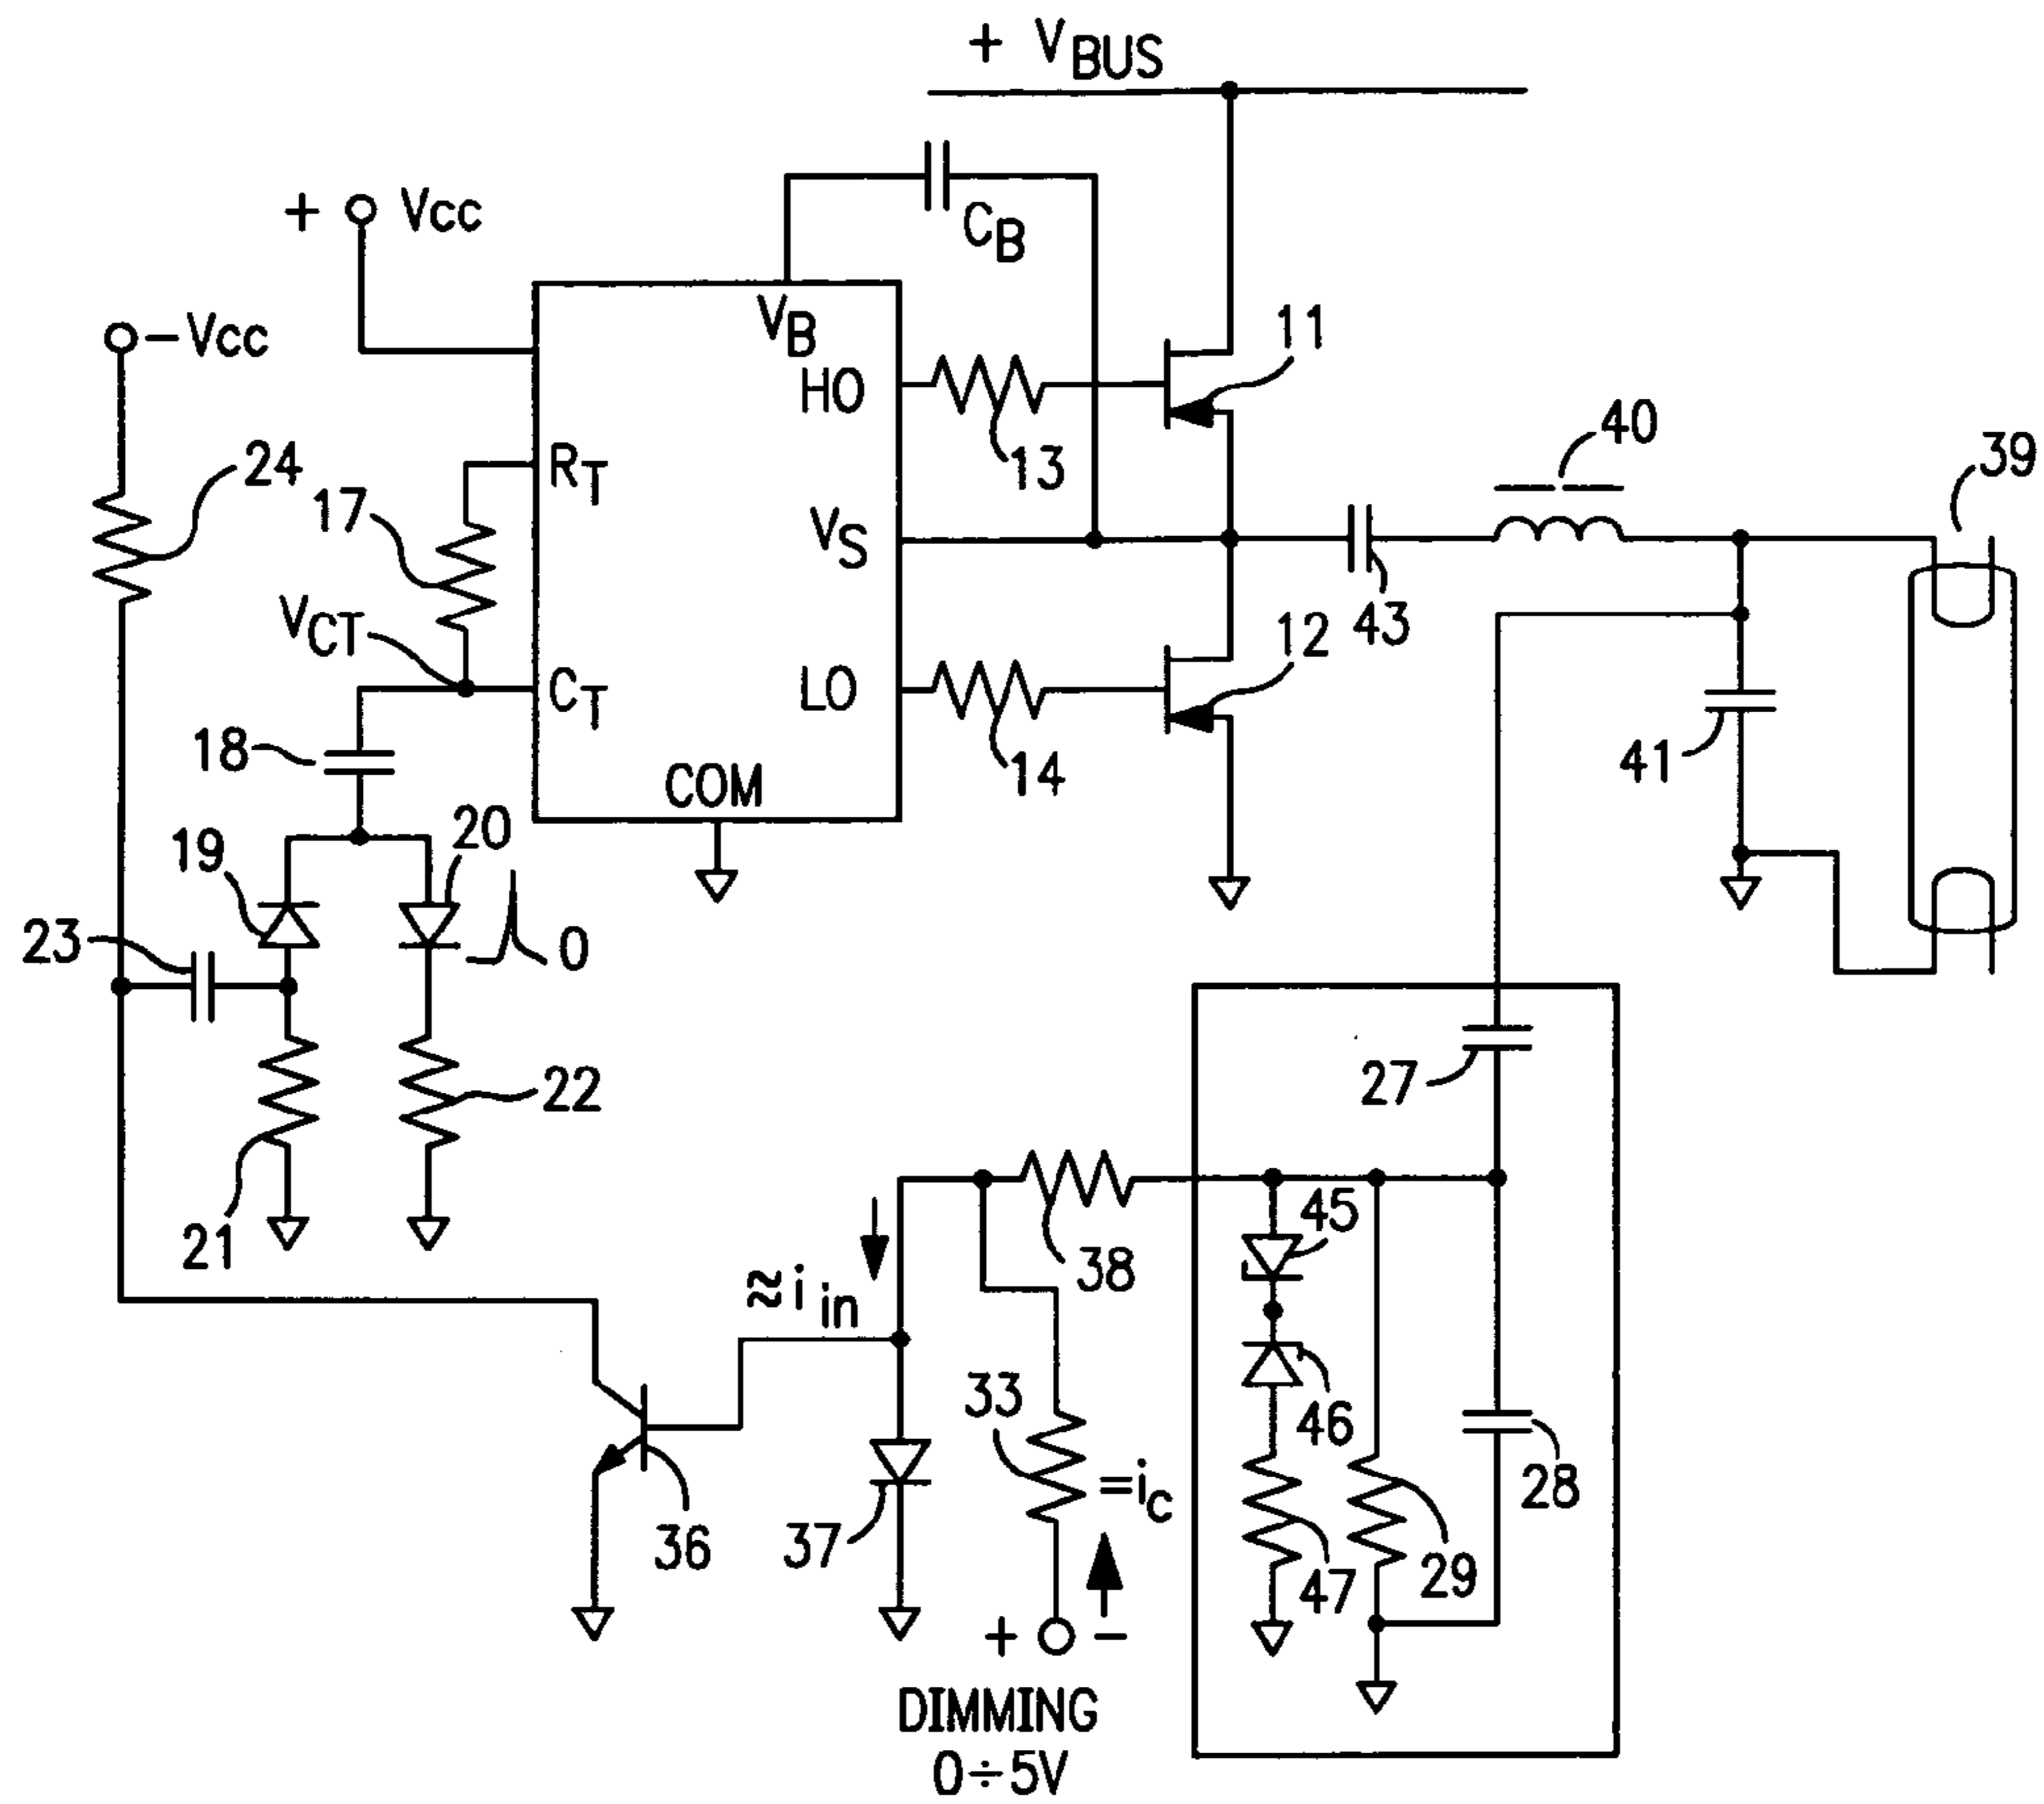 + VBUS
+ Vcc
CB
-Vcc
VB
HO
11
13
40
39
24
17
RT
VS
VCT
43
12
CT
LO
18
14
41
COM
19
20
23
O
27
22
21
45
38
≈i in
33
46
=ic
28
36
37
47
29
+ -
DIMMING
0÷5V